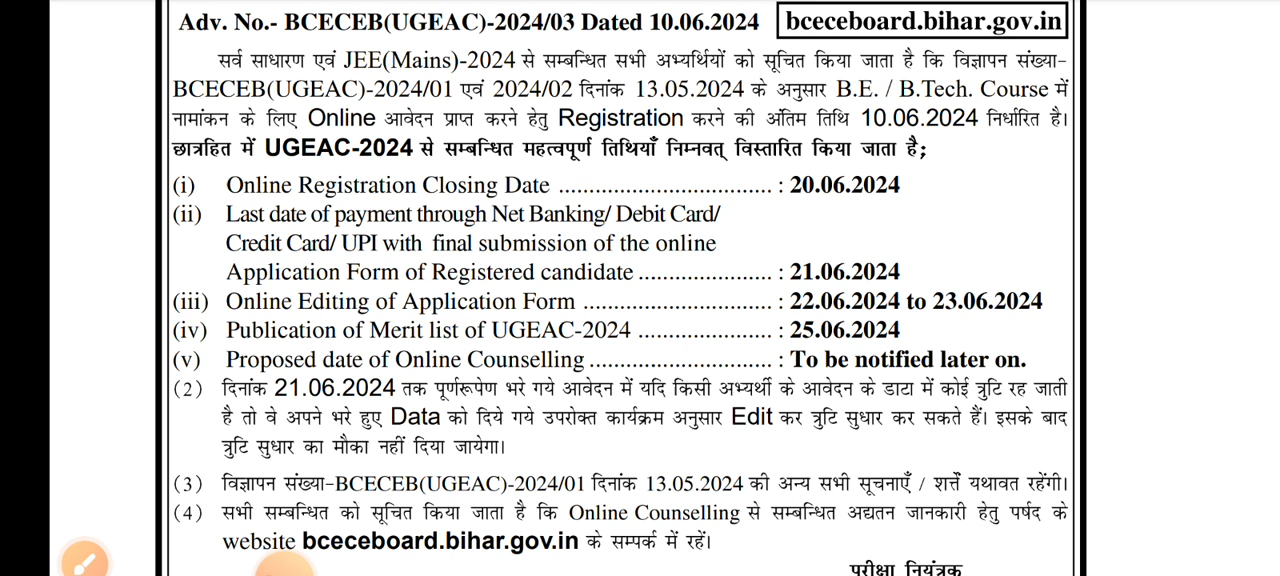 Adv. No.- BCECEB(UGEAC)-2024/03 Dated 10.06.2024 bceceboard.bihar.gov.in
सर्व साधारण एवं JEE(Mains)-2024 से सम्बन्धित सभी अभ्यर्थियों को सूचित किया जाता है कि विज्ञापन संख्या-
BCECEB(UGEAC)-2024/01 एवं 2024/02 दिनांक 13.05.2024 के अनुसार B.E. / B.Tech. Course में
नामांकन के लिए Online आवेदन प्राप्त करने हेतु Registration करने की अंतिम तिथि 10.06.2024 निर्धारित है।
छात्रहित में UGEAC-2024 से सम्बन्धित महत्वपूर्ण तिथियाँ निम्नवत् विस्तारित किया जाता है;
(i) Online Registration Closing Date ................................... : 20.06.2024
(ii) Last date of payment through Net Banking/ Debit Card/
Credit Card/ UPI with final submission of the online
Application Form of Registered candidate ...................... : 21.06.2024
(iii) Online Editing of Application Form ............................... : 22.06.2024 to 23.06.2024
(iv) Publication of Merit list of UGEAC-2024 ...................... : 25.06.2024
(v) Proposed date of Online Counselling.............................. : To be notified later on.
(2) दिनांक 21.06.2024 तक पूर्णरूपेण भरे गये आवेदन में यदि किसी अभ्यर्थी के आवेदन के डाटा में कोई त्रुटि रह जाती
है तो वे अपने भरे हुए Data को दिये गये उपरोक्त कार्यक्रम अनुसार Edit कर त्रुटि सुधार कर सकते हैं। इसके बाद
त्रुटि सुधार का मौका नहीं दिया जायेगा।
(3) विज्ञापन संख्या-BCECEB(UGEAC)-2024/01 दिनांक 13.05.2024 की अन्य सभी सूचनाएँ / शर्त्तें यथावत रहेंगी।
(4) सभी सम्बन्धित को सूचित किया जाता है कि Online Counselling से सम्बन्धित अद्यतन जानकारी हेतु पर्षद के
website bceceboard.bihar.gov.in के सम्पर्क में रहें।
परीक्षा नियंत्रक